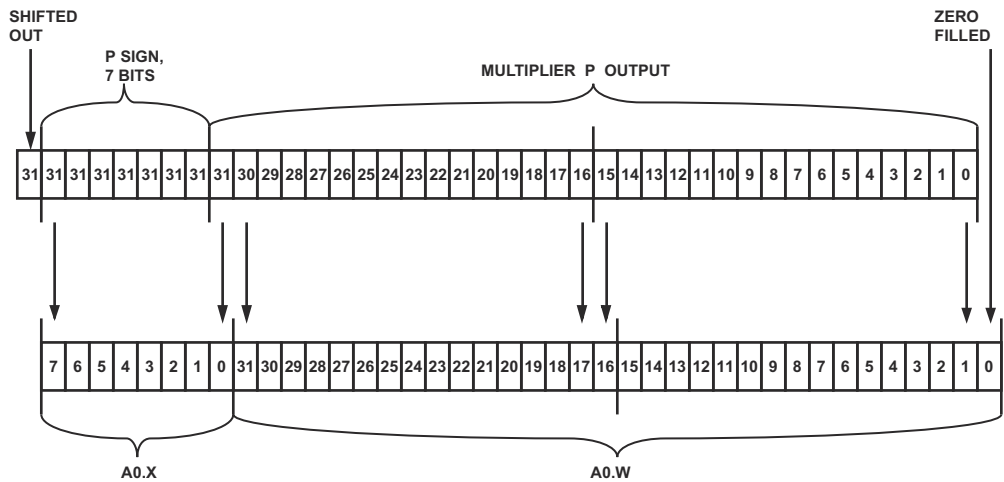 SHIFTED
OUT
ZERO
FILLED
P SIGN,
7 BITS
MULTIPLIER P OUTPUT
31 31 31 31 31 31 31 31 31 30 29 28 27 26 25 24 23 22 21 20 19 18 17 16 15 14 13 12 11 10 9 8 7 6 5 4 3 2 1 0
7 6 5 4 3 2 1 0 31 30 29 28 27 26 25 24 23 22 21 20 19 18 17 16 15 14 13 12 11 10 9 8 7 6 5 4 3 2 1 0
A0.X
A0.W